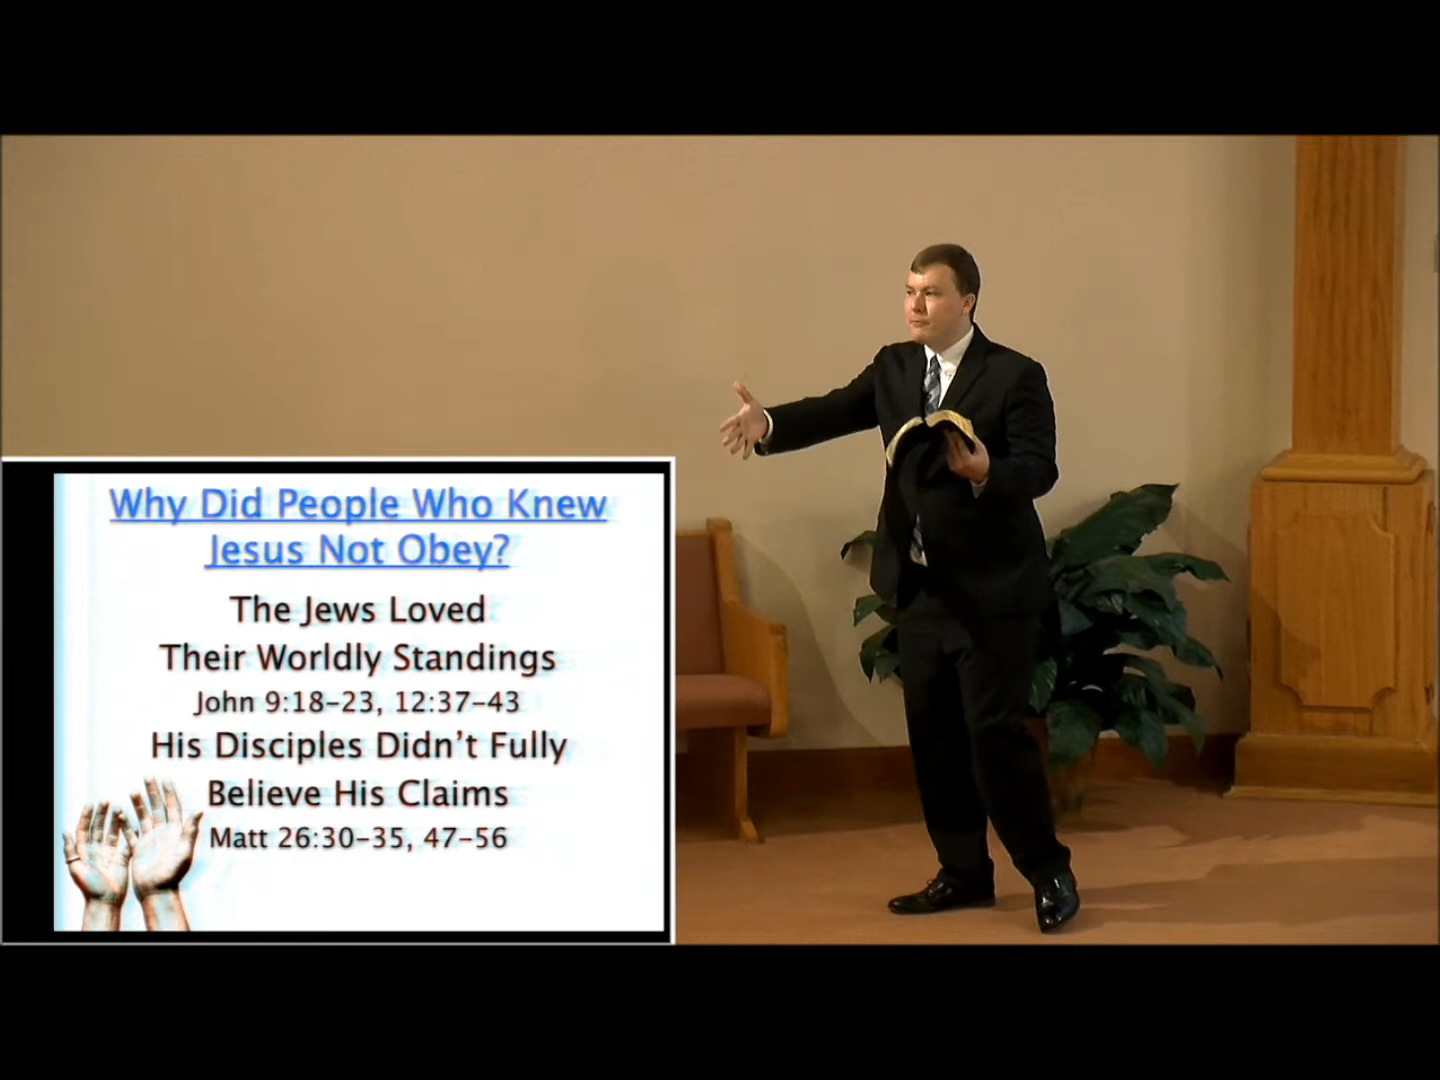 Why Did People Who Knew
Jesus Not Obey?
The Jews Loved
Their Worldly Standings
John 9:18-23, 12:37-43
His Disciples Didn't Fully
Believe His Claims
Matt 26:30-35, 47-56